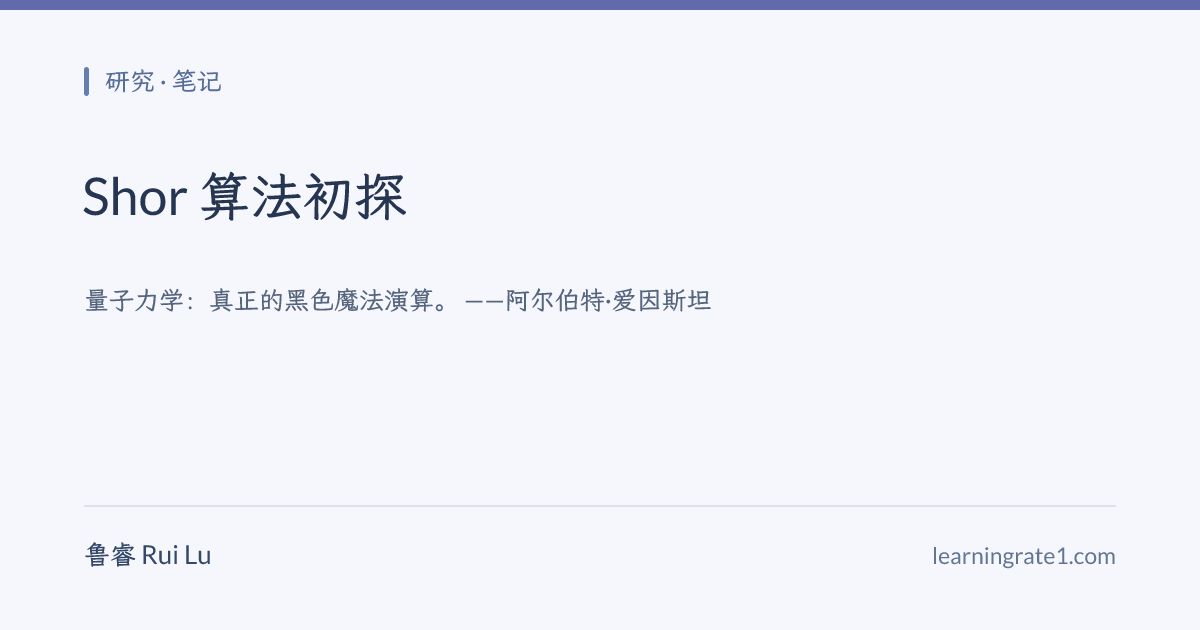 研究 · 笔记
Shor 算法初探
量子力学：真正的黑色魔法演算。 ——阿尔伯特·爱因斯坦
鲁睿 Rui Lu
learningrate1.com